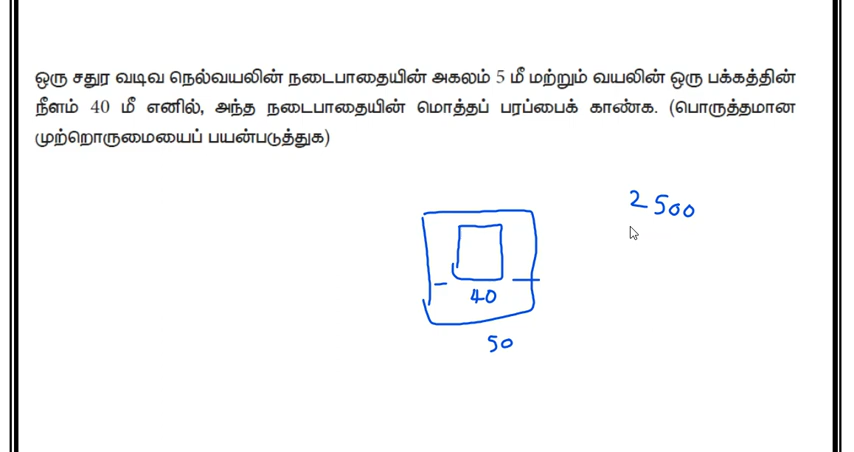 ஒரு சதுர வடிவ நெல்வயலின் நடைபாதையின் அகலம் 5 மீ மற்றும் வயலின் ஒரு பக்கத்தின்
நீளம் 40 மீ எனில், அந்த நடைபாதையின் மொத்தப் பரப்பைக் காண்க. (பொருத்தமான
முற்றொருமையைப் பயன்படுத்துக)
2500
40
50